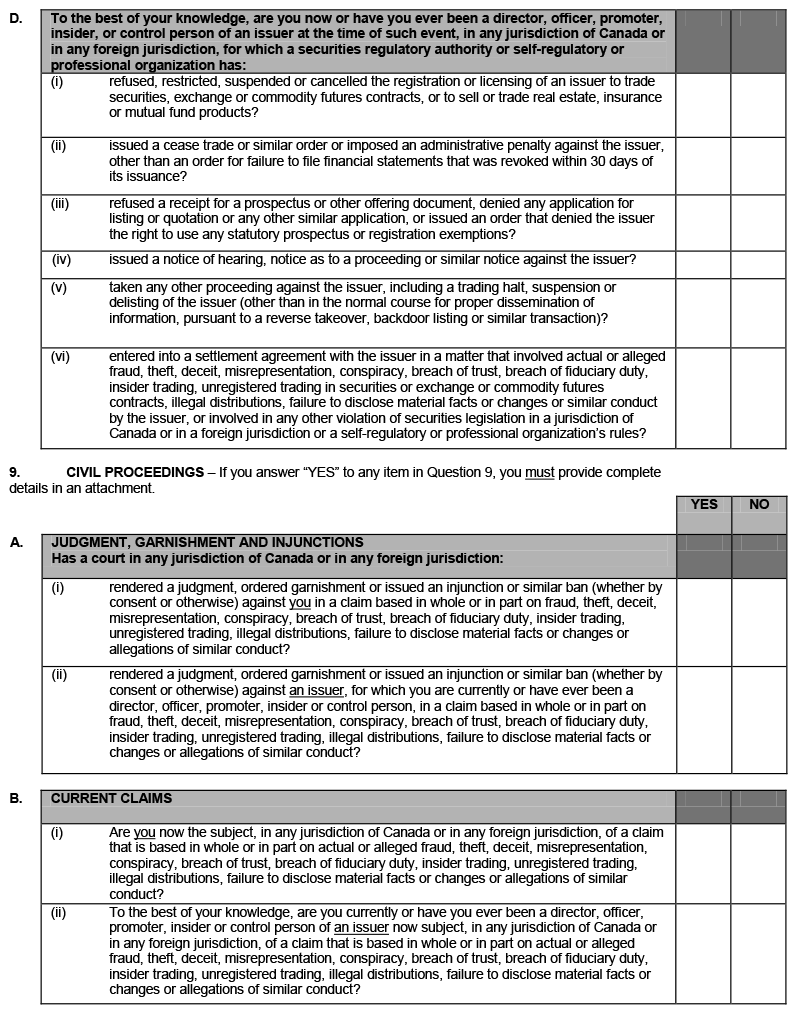 D. To the best of your knowledge, are you now or have you ever been a director, officer, promoter,
insider, or control person of an issuer at the time of such event, in any jurisdiction of Canada or
in any foreign jurisdiction, for which a securities regulatory authority or self-regulatory or
professional organization has:
(i) refused, restricted, suspended or cancelled the registration or licensing of an issuer to trade
securities, exchange or commodity futures contracts, or to sell or trade real estate, insurance
or mutual fund products?
(ii) issued a cease trade or similar order or imposed an administrative penalty against the issuer,
other than an order for failure to file financial statements that was revoked within 30 days of
its issuance?
(iii) refused a receipt for a prospectus or other offering document, denied any application for
listing or quotation or any other similar application, or issued an order that denied the issuer
the right to use any statutory prospectus or registration exemptions?
(iv) issued a notice of hearing, notice as to a proceeding or similar notice against the issuer?
(v) taken any other proceeding against the issuer, including a trading halt, suspension or
delisting of the issuer (other than in the normal course for proper dissemination of
information, pursuant to a reverse takeover, backdoor listing or similar transaction)?
(vi) entered into a settlement agreement with the issuer in a matter that involved actual or alleged
fraud, theft, deceit, misrepresentation, conspiracy, breach of trust, breach of fiduciary duty,
insider trading, unregistered trading in securities or exchange or commodity futures
contracts, illegal distributions, failure to disclose material facts or changes or similar conduct
by the issuer, or involved in any other violation of securities legislation in a jurisdiction of
Canada or in a foreign jurisdiction or a self-regulatory or professional organization's rules?
9. CIVIL PROCEEDINGS – If you answer "YES" to any item in Question 9, you must provide complete
details in an attachment.
YES NO
A. JUDGMENT, GARNISHMENT AND INJUNCTIONS
Has a court in any jurisdiction of Canada or in any foreign jurisdiction:
(i) rendered a judgment, ordered garnishment or issued an injunction or similar ban (whether by
consent or otherwise) against you in a claim based in whole or in part on fraud, theft, deceit,
misrepresentation, conspiracy, breach of trust, breach of fiduciary duty, insider trading,
unregistered trading, illegal distributions, failure to disclose material facts or changes or
allegations of similar conduct?
(ii) rendered a judgment, ordered garnishment or issued an injunction or similar ban (whether by
consent or otherwise) against an issuer, for which you are currently or have ever been a
director, officer, promoter, insider or control person, in a claim based in whole or in part on
fraud, theft, deceit, misrepresentation, conspiracy, breach of trust, breach of fiduciary duty,
insider trading, unregistered trading, illegal distributions, failure to disclose material facts or
changes or allegations of similar conduct?
B. CURRENT CLAIMS
(i) Are you now the subject, in any jurisdiction of Canada or in any foreign jurisdiction, of a claim
that is based in whole or in part on actual or alleged fraud, theft, deceit, misrepresentation,
conspiracy, breach of trust, breach of fiduciary duty, insider trading, unregistered trading,
illegal distributions, failure to disclose material facts or changes or allegations of similar
conduct?
(ii) To the best of your knowledge, are you currently or have you ever been a director, officer,
promoter, insider or control person of an issuer now subject, in any jurisdiction of Canada or
in any foreign jurisdiction, of a claim that is based in whole or in part on actual or alleged
fraud, theft, deceit, misrepresentation, conspiracy, breach of trust, breach of fiduciary duty,
insider trading, unregistered trading, illegal distributions, failure to disclose material facts or
changes or allegations of similar conduct?